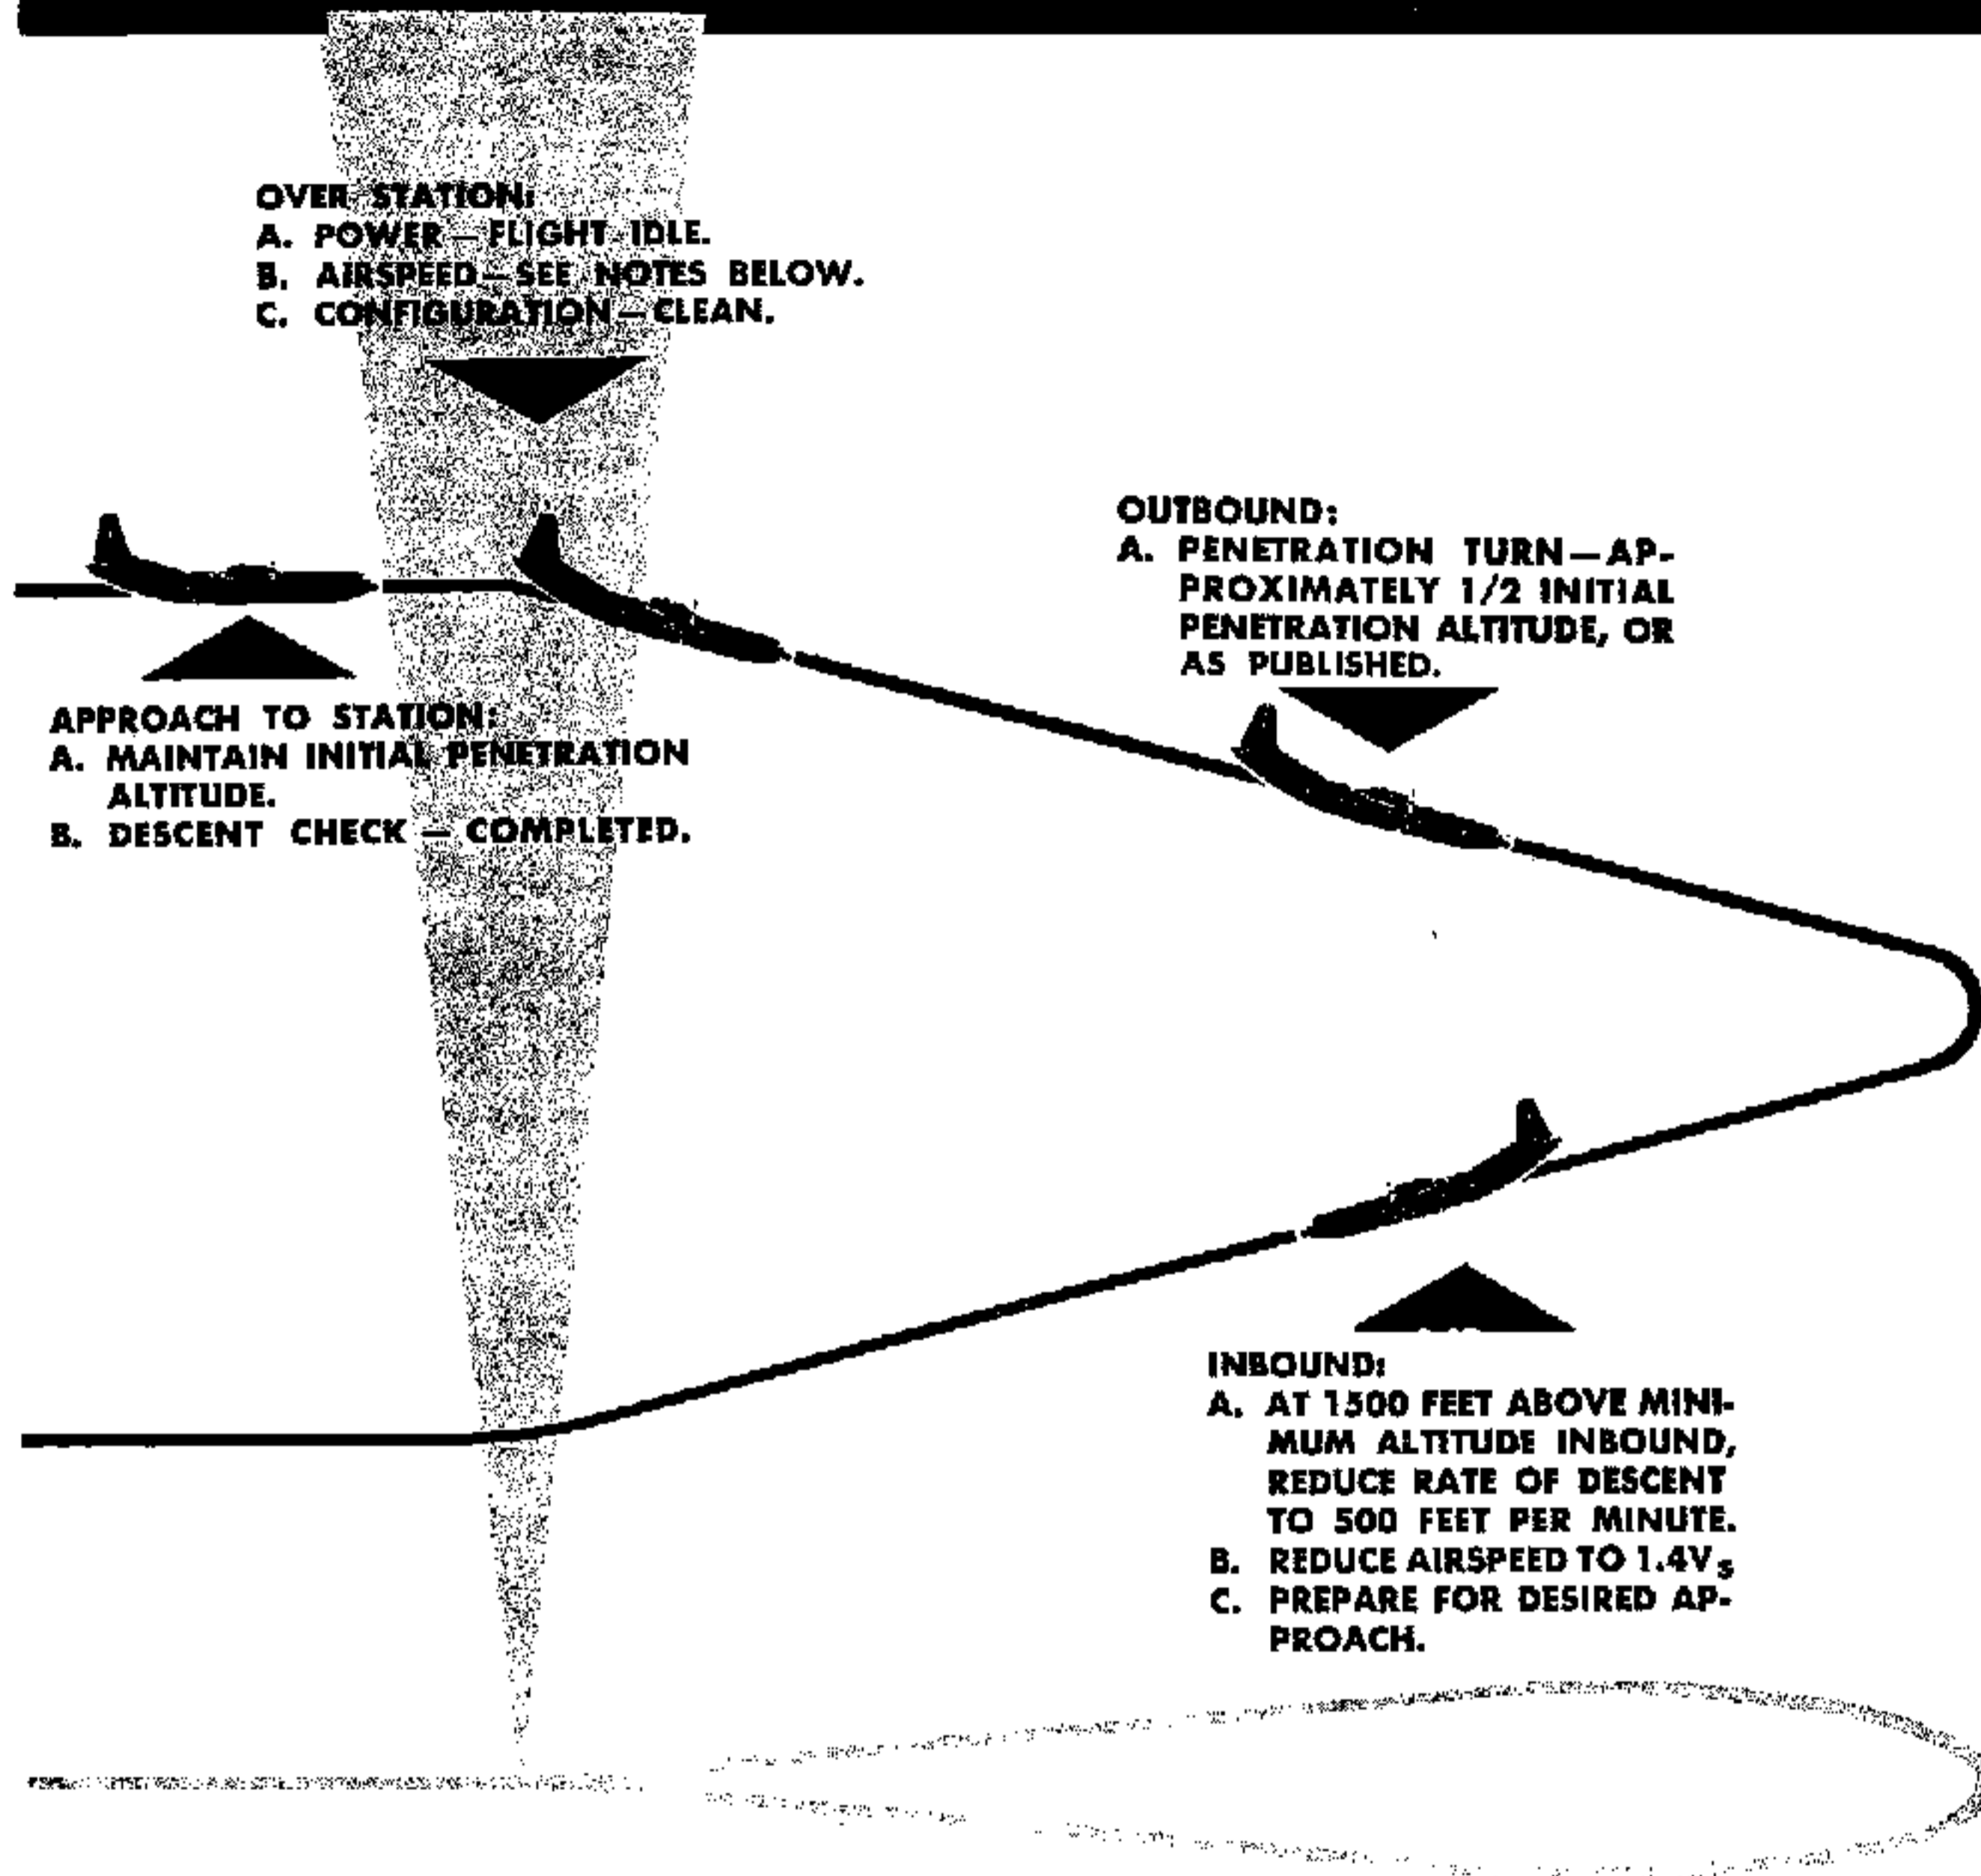 OVER STATION:
A. POWER — FLIGHT IDLE.
B. AIRSPEED — SEE NOTES BELOW.
C. CONFIGURATION — CLEAN.
OUTBOUND:
A. PENETRATION TURN — AP-
PROXIMATELY 1/2 INITIAL
PENETRATION ALTITUDE, OR
AS PUBLISHED.
APPROACH TO STATION:
A. MAINTAIN INITIAL PENETRATION
ALTITUDE.
B. DESCENT CHECK — COMPLETED.
INBOUND:
A. AT 1500 FEET ABOVE MINI-
MUM ALTITUDE INBOUND,
REDUCE RATE OF DESCENT
TO 500 FEET PER MINUTE.
B. REDUCE AIRSPEED TO 1.4VS
C. PREPARE FOR DESIRED AP-
PROACH.